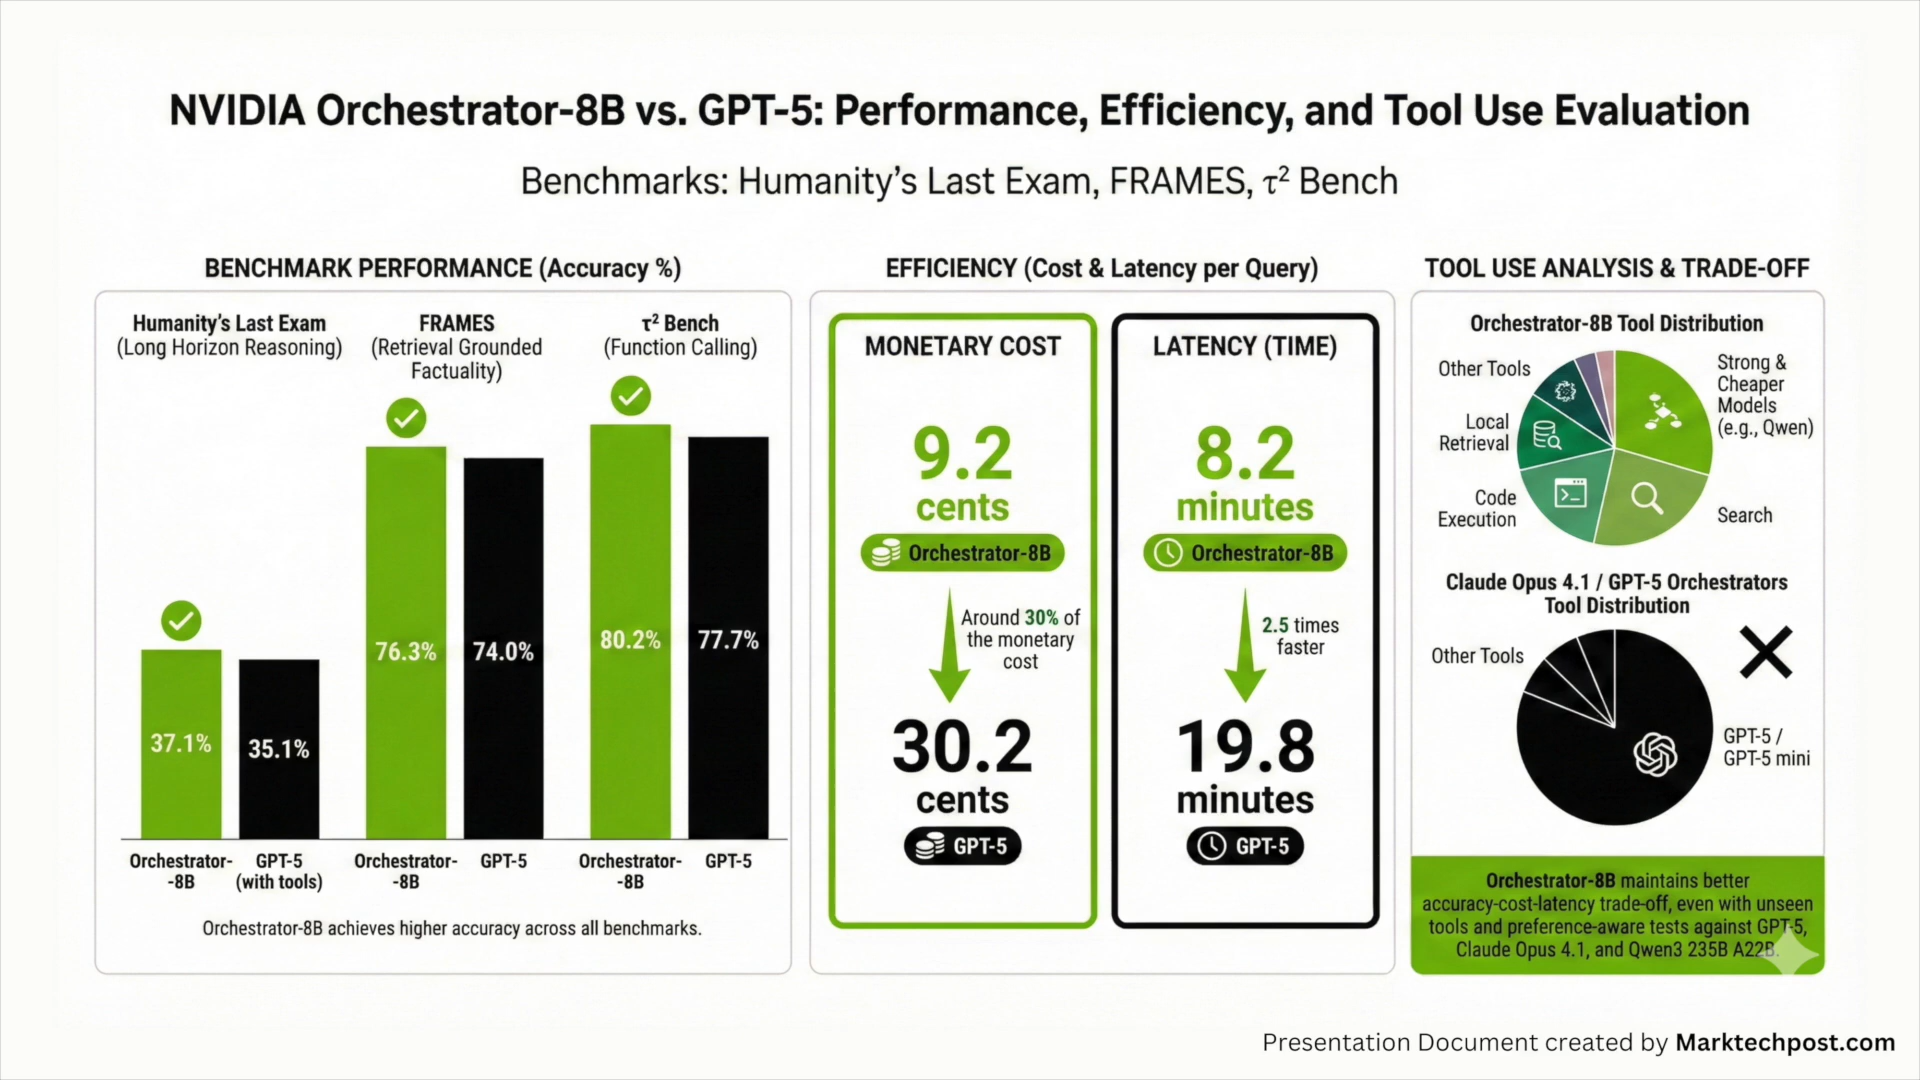 NVIDIA Orchestrator-8B vs. GPT-5: Performance, Efficiency, and Tool Use Evaluation
Benchmarks: Humanity's Last Exam, FRAMES, τ² Bench
BENCHMARK PERFORMANCE (Accuracy %)
Humanity's Last Exam
(Long Horizon Reasoning)
FRAMES
(Retrieval Grounded
Factuality)
τ² Bench
(Function Calling)
37.1%
35.1%
76.3%
74.0%
80.2%
77.7%
Orchestrator-
-8B
GPT-5
(with tools)
Orchestrator-
-8B
GPT-5
Orchestrator-
-8B
GPT-5
Orchestrator-8B achieves higher accuracy across all benchmarks.
EFFICIENCY (Cost & Latency per Query)
MONETARY COST
9.2
cents
Orchestrator-8B
Around 30% of
the monetary
cost
30.2
cents
GPT-5
LATENCY (TIME)
8.2
minutes
Orchestrator-8B
2.5 times
faster
19.8
minutes
GPT-5
TOOL USE ANALYSIS & TRADE-OFF
Orchestrator-8B Tool Distribution
Other Tools
Local
Retrieval
Code
Execution
Strong &
Cheaper
Models
(e.g., Qwen)
Search
Claude Opus 4.1 / GPT-5 Orchestrators
Tool Distribution
Other Tools
GPT-5 /
GPT-5 mini
Orchestrator-8B maintains better
accuracy-cost-latency trade-off, even with unseen
tools and preference-aware tests against GPT-5,
Claude Opus 4.1, and Qwen3 235B A22B.
Presentation Document created by Marktechpost.com